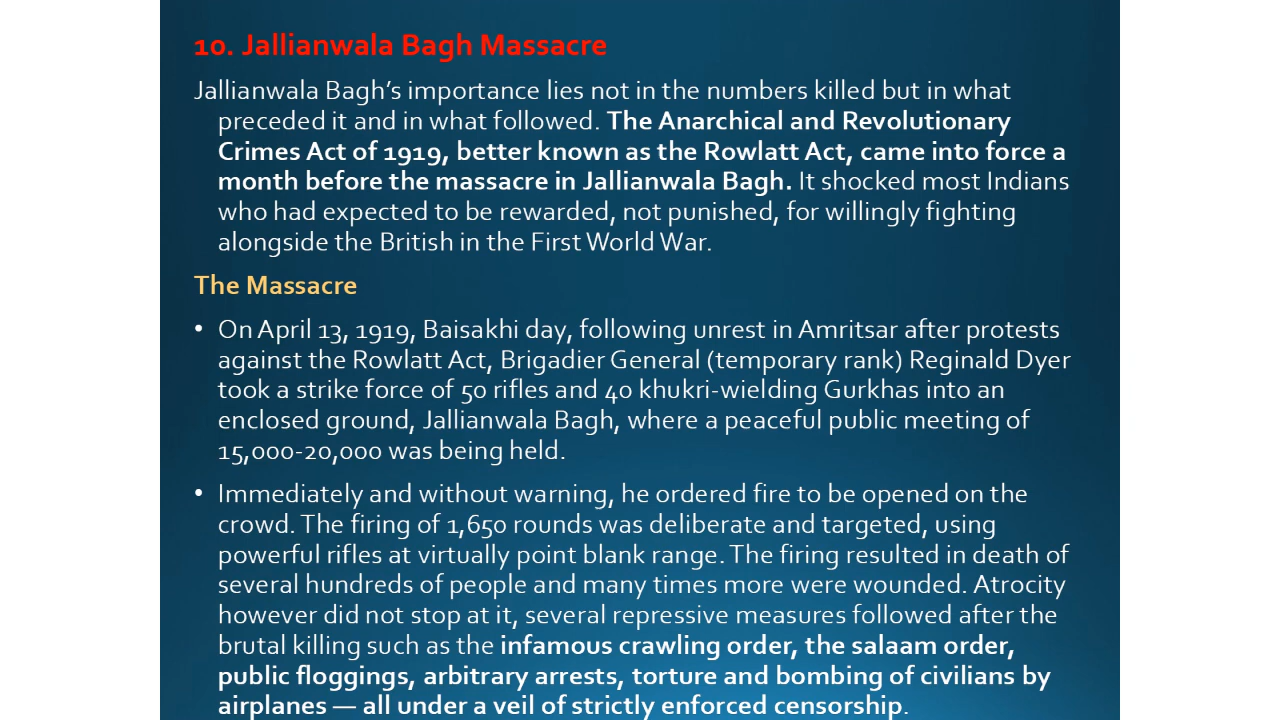 10. Jallianwala Bagh Massacre
Jallianwala Bagh’s importance lies not in the numbers killed but in what
preceded it and in what followed. The Anarchical and Revolutionary
Crimes Act of 1919, better known as the Rowlatt Act, came into force a
month before the massacre in Jallianwala Bagh. It shocked most Indians
who had expected to be rewarded, not punished, for willingly fighting
alongside the British in the First World War.
The Massacre
• On April 13, 1919, Baisakhi day, following unrest in Amritsar after protests
against the Rowlatt Act, Brigadier General (temporary rank) Reginald Dyer
took a strike force of 50 rifles and 40 khukri-wielding Gurkhas into an
enclosed ground, Jallianwala Bagh, where a peaceful public meeting of
15,000-20,000 was being held.
• Immediately and without warning, he ordered fire to be opened on the
crowd. The firing of 1,650 rounds was deliberate and targeted, using
powerful rifles at virtually point blank range. The firing resulted in death of
several hundreds of people and many times more were wounded. Atrocity
however did not stop at it, several repressive measures followed after the
brutal killing such as the infamous crawling order, the salaam order,
public floggings, arbitrary arrests, torture and bombing of civilians by
airplanes — all under a veil of strictly enforced censorship.